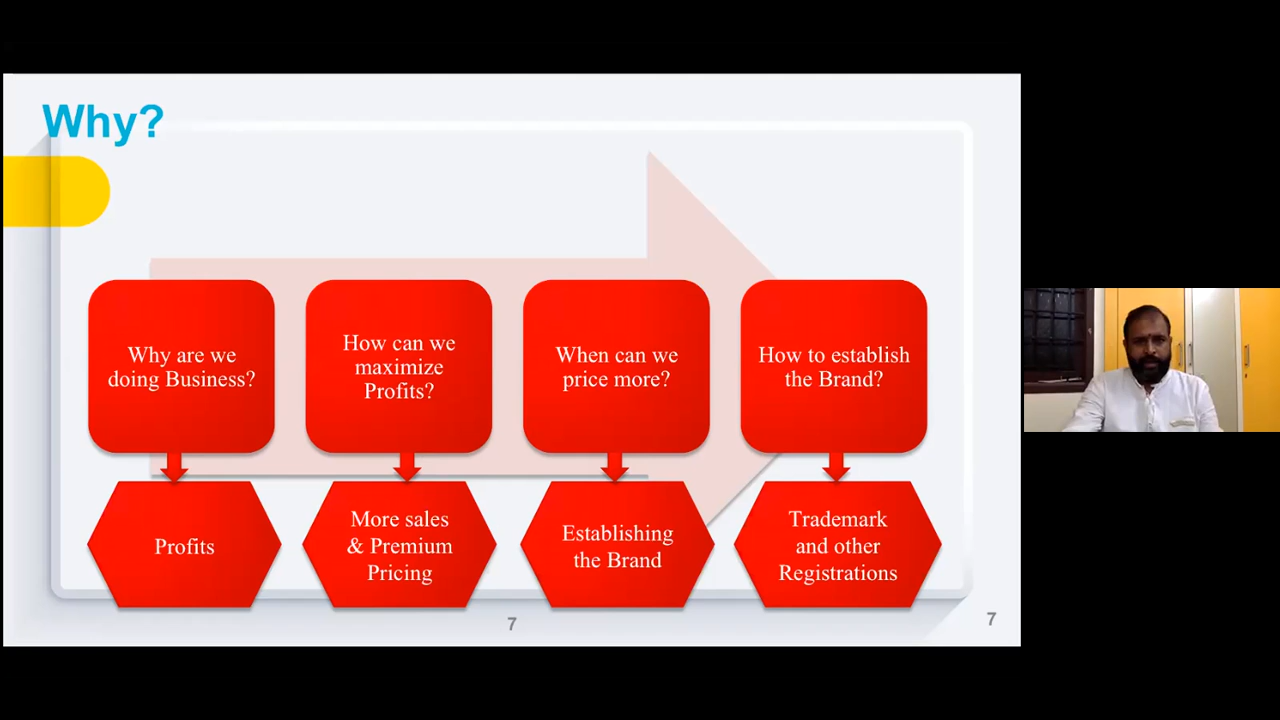 Why?
Why are we
doing Business?
How can we
maximize
Profits?
When can we
price more?
How to establish
the Brand?
Profits
More sales
& Premium
Pricing
Establishing
the Brand
Trademark
and other
Registrations
7
7